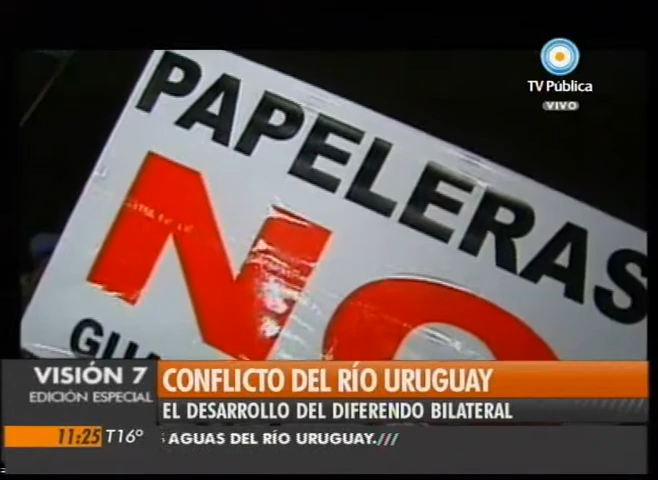 TV Pública
VIVO
PAPELERAS
NO
VISIÓN 7
EDICIÓN ESPECIAL
CONFLICTO DEL RÍO URUGUAY
EL DESARROLLO DEL DIFERENDO BILATERAL
11:25 T16º
AGUAS DEL RÍO URUGUAY.///